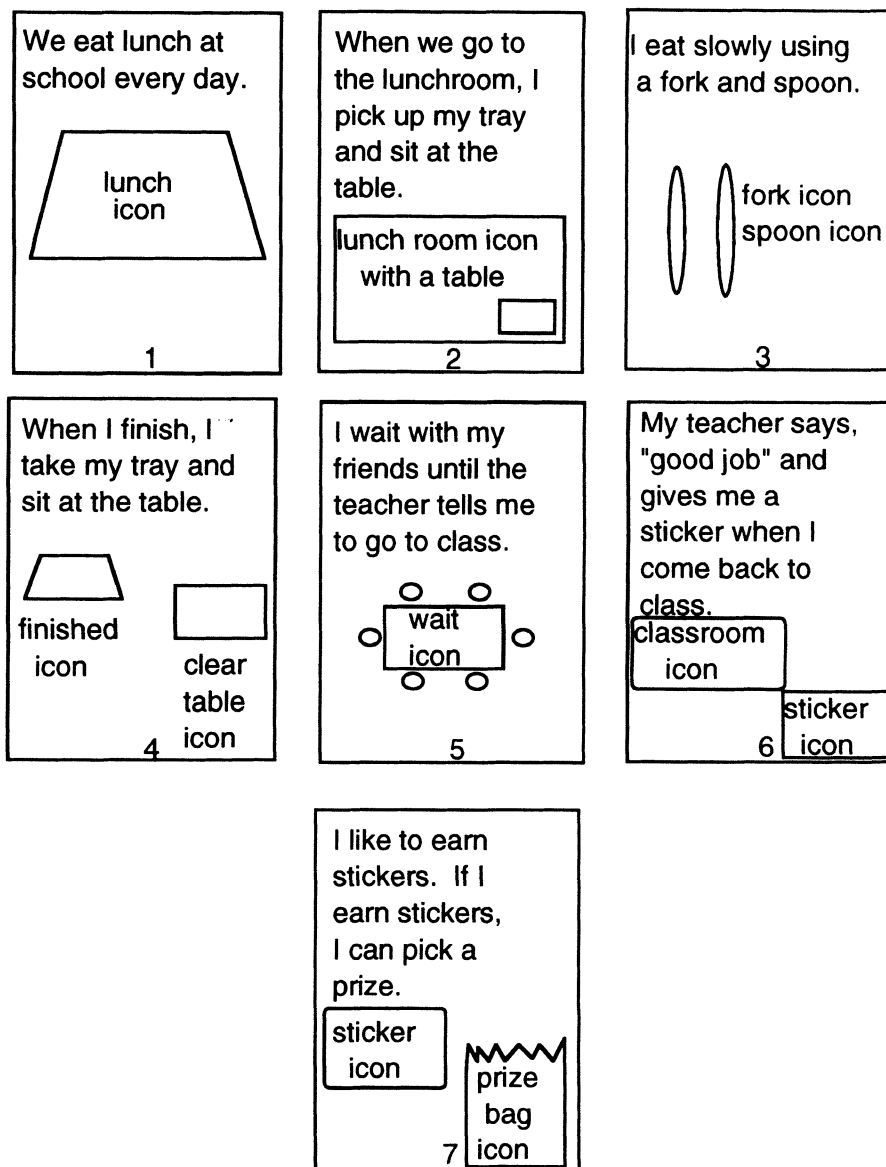 We eat lunch at
school every day.
lunch
icon
1
When we go to
the lunchroom, I
pick up my tray
and sit at the
table.
lunch room icon
with a table
2
I eat slowly using
a fork and spoon.
fork icon
spoon icon
3
When I finish, I
take my tray and
sit at the table.
finished
icon
clear
table
icon
4
I wait with my
friends until the
teacher tells me
to go to class.
wait
icon
5
My teacher says,
"good job" and
gives me a
sticker when I
come back to
class.
classroom
icon
sticker
icon
6
I like to earn
stickers. If I
earn stickers,
I can pick a
prize.
sticker
icon
prize
bag
icon
7